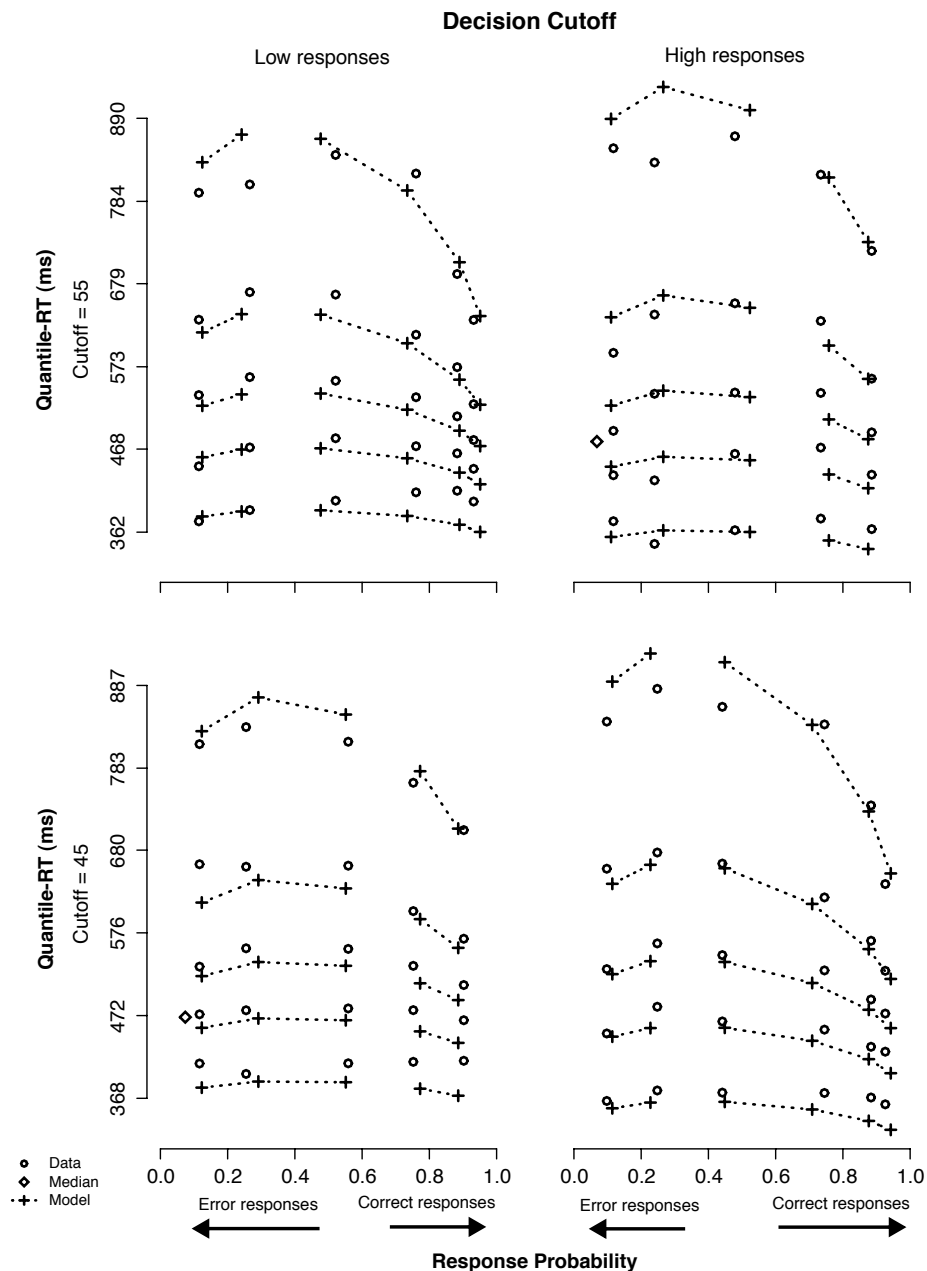 Decision Cutoff
Low responses
High responses
Quantile-RT (ms)
Cutoff = 55
890
784
679
573
468
362
Quantile-RT (ms)
Cutoff = 45
887
783
680
576
472
368
0.0 0.2 0.4 0.6 0.8 1.0
0.0 0.2 0.4 0.6 0.8 1.0
Data
Median
Model
Error responses
Correct responses
Error responses
Correct responses
Response Probability